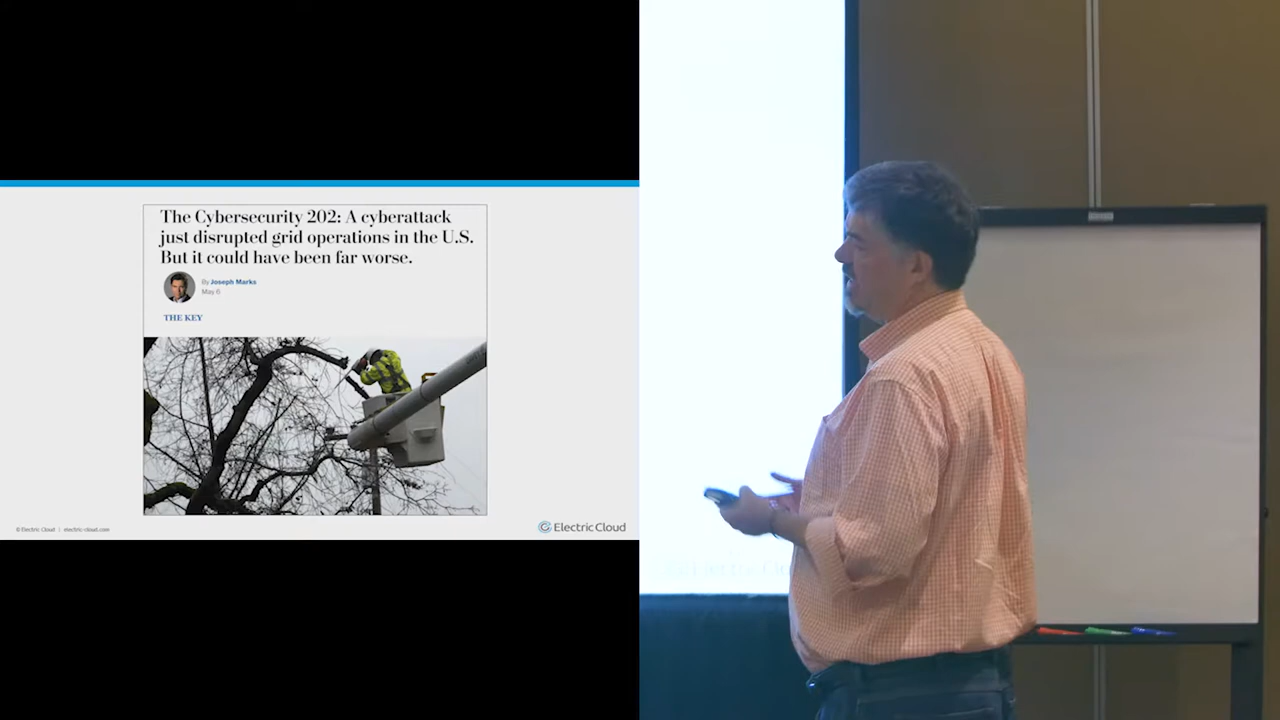 The Cybersecurity 202: A cyberattack
just disrupted grid operations in the U.S.
But it could have been far worse.
By Joseph Marks
May 6
THE KEY
© Electric Cloud | electric-cloud.com
Electric Cloud